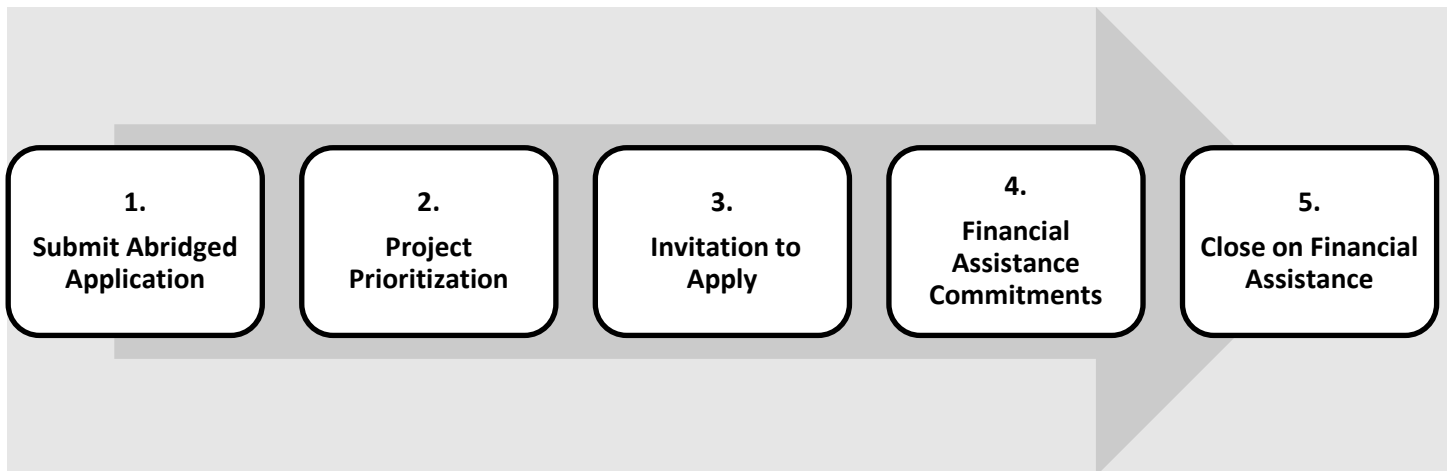 1.
Submit Abridged
Application
2.
Project
Prioritization
3.
Invitation to
Apply
4.
Financial
Assistance
Commitments
5.
Close on Financial
Assistance